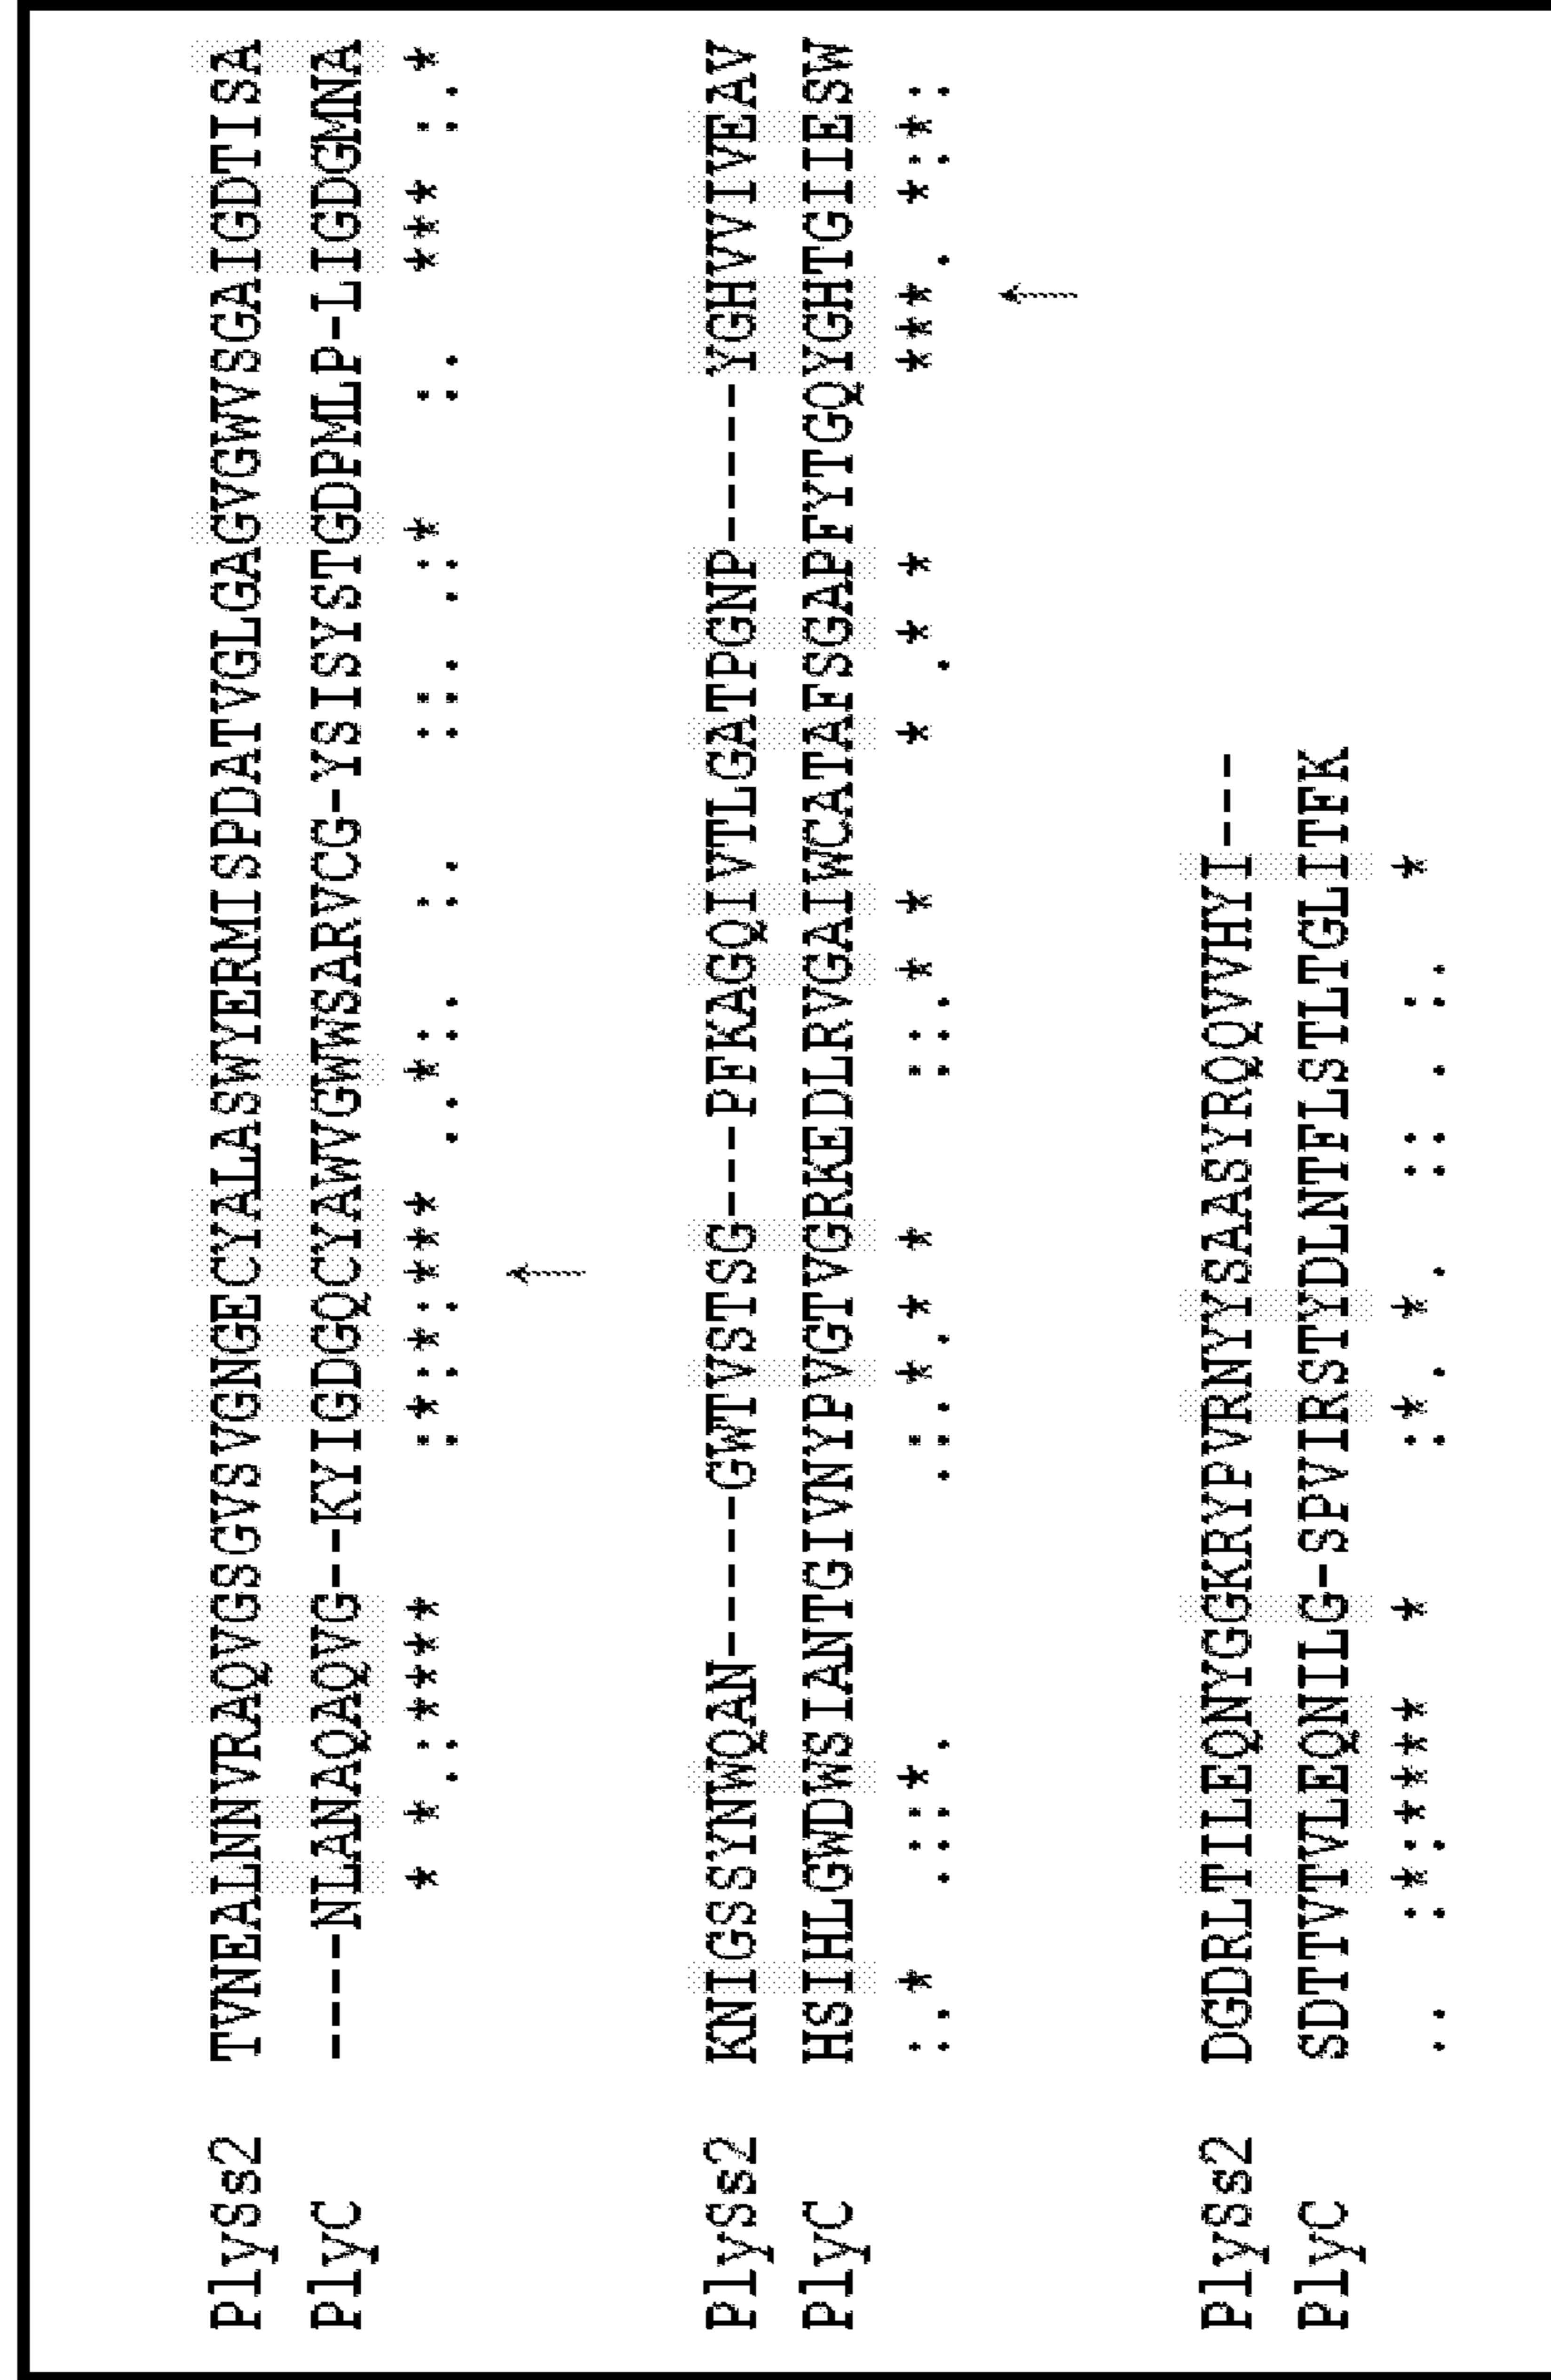 PlySs2 TVNEALNNVRAQVGSGVSVGNGECYALASWYERMISPDATVGLGAGVGWVSGAIGDTISA
PlyC ----NLANAQAQVG--KYIGDGQCYAWVGWWSARVCG-YSISYSTGDPMLP-LIGDGMNA
* *.:****    :*:*:*** ..*:.  :.   ::. .:*   :.  *** :.*
PlySs2 KNIGSSYNWQAN-----GWTVSTSG---PFKAGQIVTLGATPGNP-----YGHVVIVEAV
PlyC HSIHLGWDWSIANTGIVNYPVGTVGRKEDLRVGAIWCATAFSGAPFYTGQYGHTGIIESW
:.*  .::*.       .:.*.* *    ::.* *    * .* *     ***. *:*:
PlySs2 DGDRLTILEQNYGGKRYPVRNYYSAASYRQQVVHYI---
PlyC SDTTVTVLEQNILG-SPVIRSTYDLNTFLSTLTGLITFK
..  :*:****  *    :*. *.  :: . :.  *